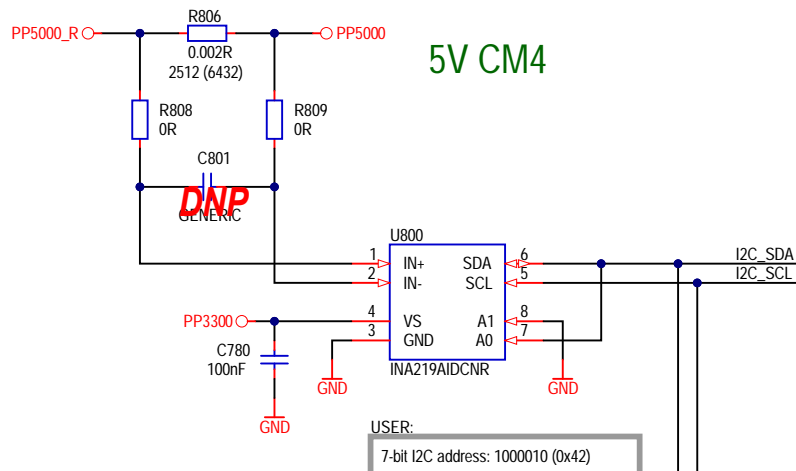 R806
PP5000_R
PP5000
0.002R
2512 (6432)
5V CM4
R808
0R
R809
0R
C801
DNP
GENERIC
U800
1 IN+ SDA 6 I2C_SDA
2 IN- SCL 5 I2C_SCL
PP3300 4 VS A1 8
3 GND A0 7
C780
100nF
INA219AIDCNR
GND
GND
GND
USER:
7-bit I2C address: 1000010 (0x42)